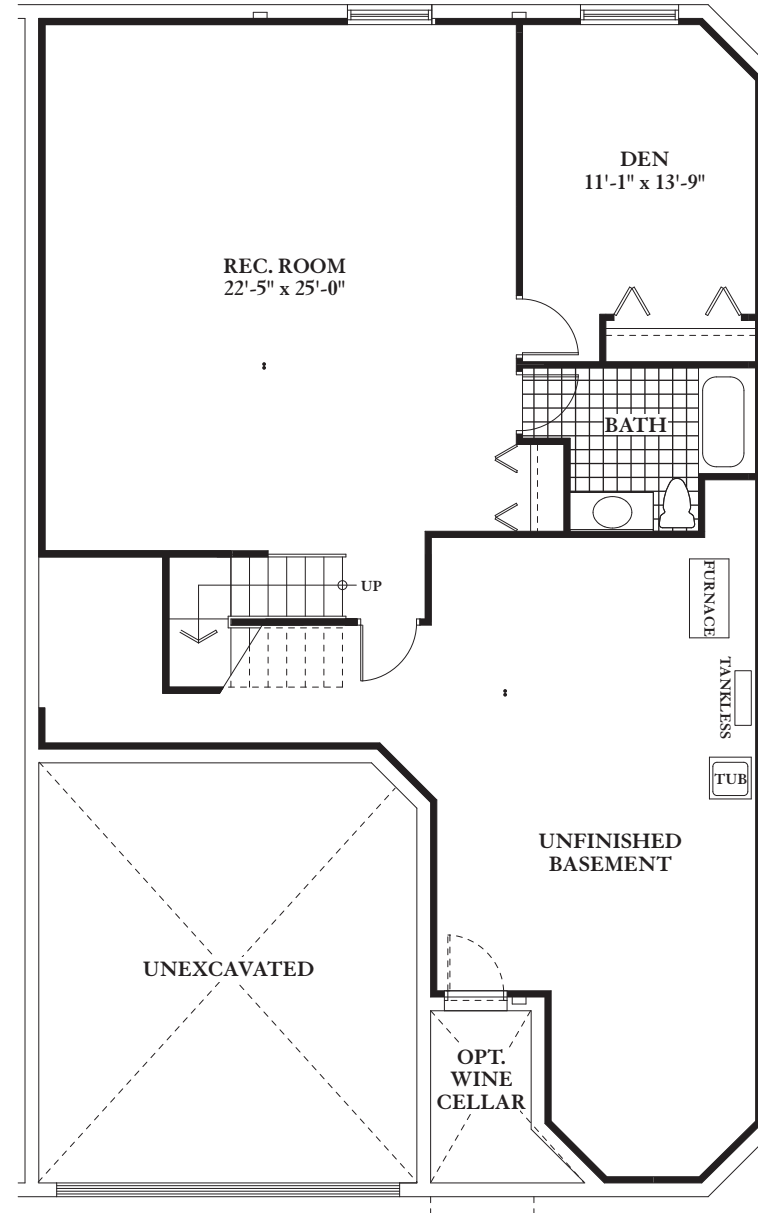 DEN
11'-1" x 13'-9"
REC. ROOM
22'-5" x 25'-0"
BATH
UP
FURNACE
TANKLESS
TUB
UNFINISHED
BASEMENT
UNEXCAVATED
OPT.
WINE
CELLAR